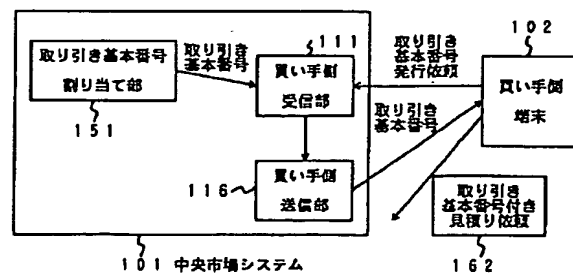 取り引き基本番号
割り当て部
151
取り引き
基本番号
111
買い手側
受信部
取り引き
基本番号
発行依頼
102
買い手側
端末
取り引き
基本番号
116
買い手側
送信部
取り引き
基本番号付き
見積り依頼
162
101 中央市場システム